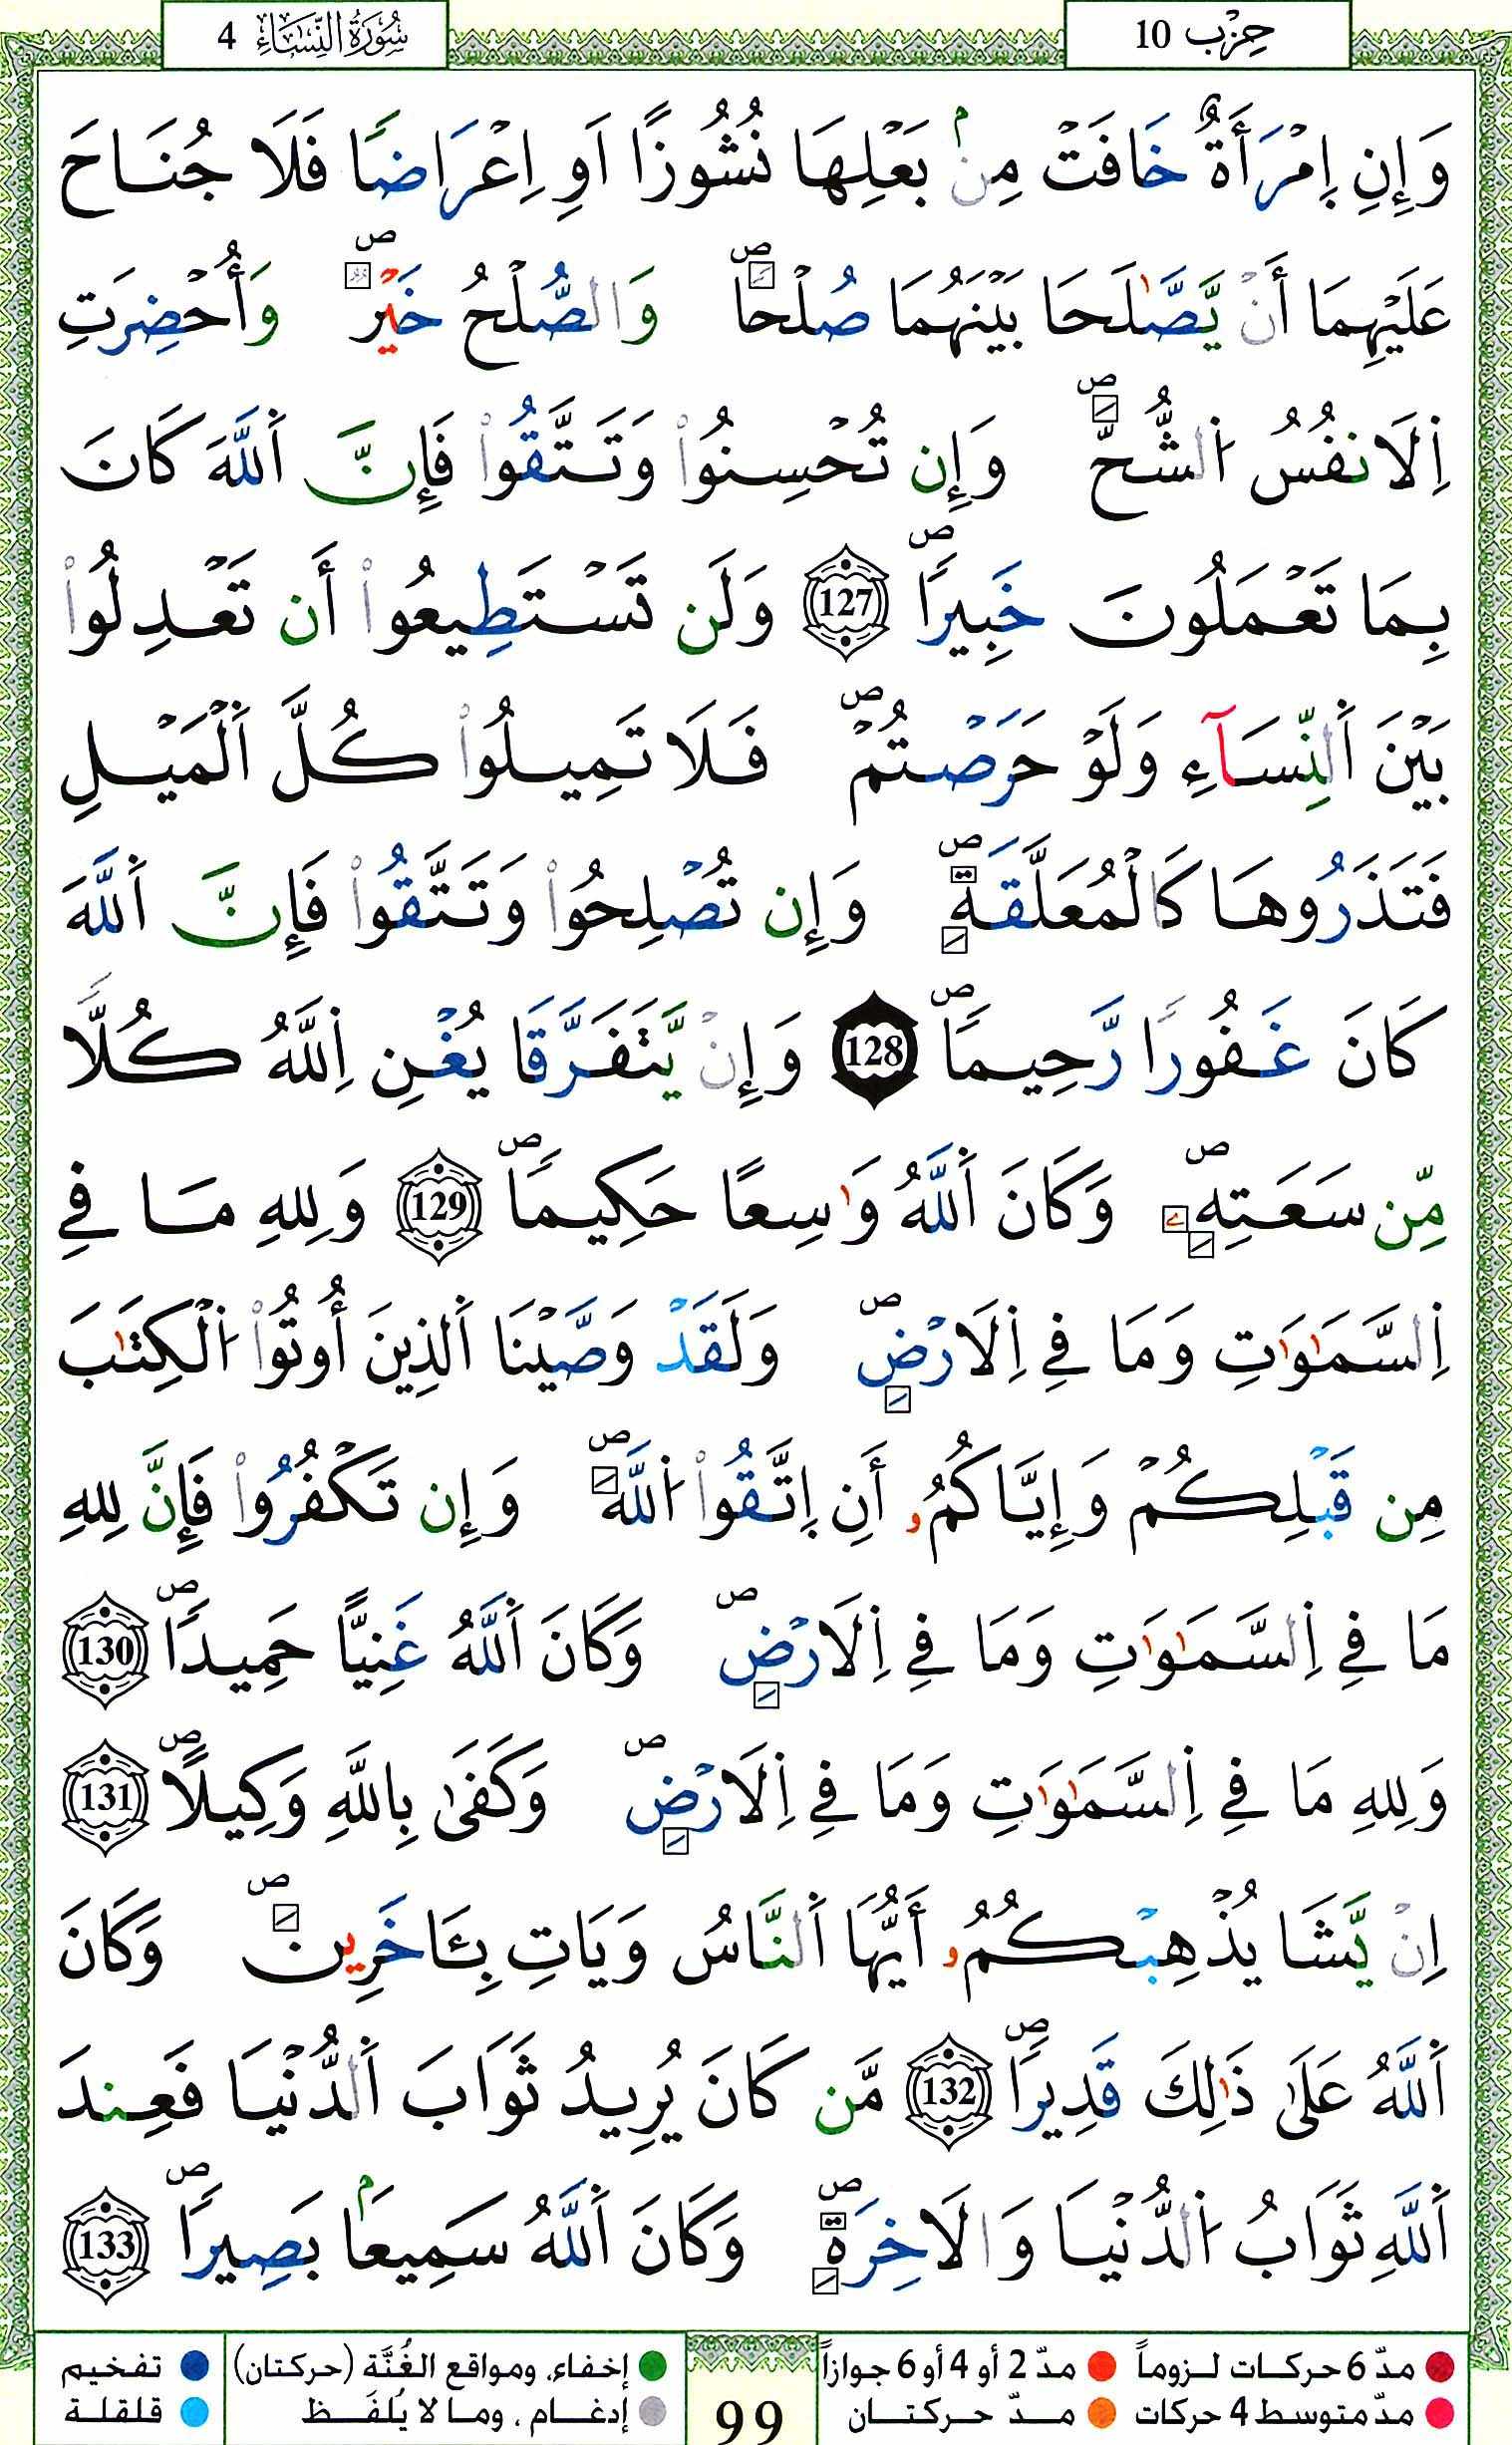 سُورَةُ النِّسَاءِ 4
حِزْب 10
وَإِنِ اِمْرَأَةٌ خَافَتْ مِنۢ بَعْلِهَا نُشُوزًا اَوِ اِعْرَاضًا فَلَا جُنَاحَ
عَلَيْهِمَا أَنْ يَّصَّٰلَحَا بَيْنَهُمَا صُلْحًا ۖ وَالصُّلْحُ خَيْرٌ ۖ وَأُحْضِرَتِ
اِلَانفُسُ اُلشُّحَّ ۖ وَإِن تُحْسِنُواْ وَتَتَّقُواْ فَإِنَّ اَللَّهَ كَانَ
بِمَا تَعْمَلُونَ خَبِيرًا ۖ 127 وَلَن تَسْتَطِيعُواْ أَن تَعْدِلُواْ
بَيْنَ اَلنِّسَآءِ وَلَوْ حَرَصْتُمْ ۖ فَلَا تَمِيلُواْ كُلَّ اَلْمَيْلِ
فَتَذَرُوهَا كَالْمُعَلَّقَةِ ۖ وَإِن تُصْلِحُواْ وَتَتَّقُواْ فَإِنَّ اَللَّهَ
كَانَ غَفُورًا رَّحِيمًا ۖ 128 وَإِنْ يَّتَفَرَّقَا يُغْنِ اِللَّهُ كُلًّا
مِّن سَعَتِهِۦ ۖ وَكَانَ اَللَّهُ وَٰسِعًا حَكِيمًا ۖ 129 وَلِلهِ مَا فِے
اِلسَّمَٰوَٰتِ وَمَا فِے اِلَارْضِ ۖ وَلَقَدْ وَصَّيْنَا اَلذِينَ أُوتُواْ اُلْكِتَٰبَ
مِن قَبْلِكُمْ وَإِيَّاكُمُۥ أَنِ اِتَّقُواْ اُللَّهَ ۖ وَإِن تَكْفُرُواْ فَإِنَّ لِلهِ
مَا فِے اِلسَّمَٰوَٰتِ وَمَا فِے اِلَارْضِ ۖ وَكَانَ اَللَّهُ غَنِيًّا حَمِيدًا ۖ 130
وَلِلهِ مَا فِے اِلسَّمَٰوَٰتِ وَمَا فِے اِلَارْضِ ۖ وَكَفَىٰ بِاللَّهِ وَكِيلًا ۖ 131
اِنْ يَّشَا يُذْهِبْكُمُۥ أَيُّهَا اَلنَّاسُ وَيَاتِ بِـَٔاخَرِينَ ۖ وَكَانَ
اَللَّهُ عَلَىٰ ذَٰلِكَ قَدِيرًا ۖ 132 مَّن كَانَ يُرِيدُ ثَوَابَ اَلدُّنْيَا فَعِندَ
اَللَّهِ ثَوَابُ اُلدُّنْيَا وَالَاخِرَةِ ۖ وَكَانَ اَللَّهُ سَمِيعًۢا بَصِيرًا ۖ 133
مدّ 6 حركات لزوماً
مدّ 2 أو 4 أو 6 جوازاً
إخفاء، ومواقع الغُنَّة (حركتان)
تفخيم
مدّ متوسط 4 حركات
مدّ حركتان
إدغام، وما لا يُلفَظ
قلقلة
99